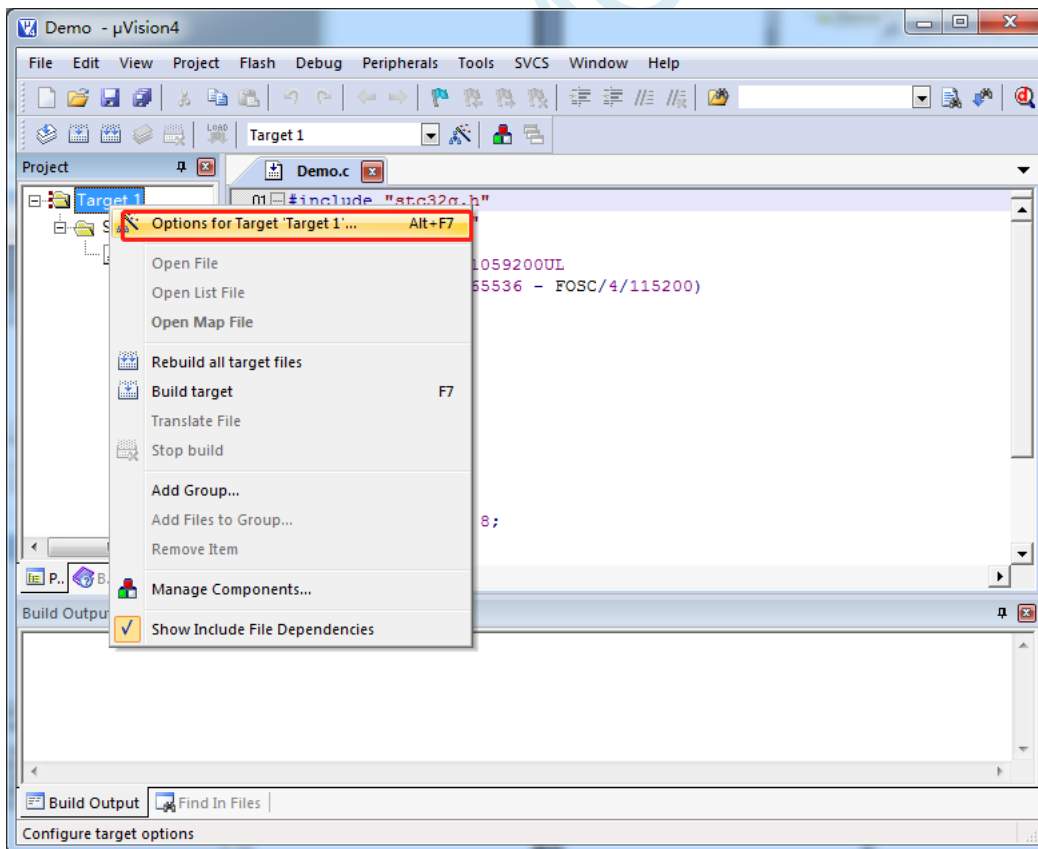 Demo - µVision4
File Edit View Project Flash Debug Peripherals Tools SVCS Window Help
LOAD Target 1
Project
Demo.c
Target 1
01 #include "stc32g.h"
S
"
Options for Target 'Target 1'... Alt+F7
Open File
1059200UL
Open List File
65536 - FOSC/4/115200)
Open Map File
Rebuild all target files
Build target F7
Translate File
Stop build
Add Group...
Add Files to Group...
8;
Remove Item
P.. B.
Manage Components...
Build Outpu
Show Include File Dependencies
Build Output Find In Files
Configure target options